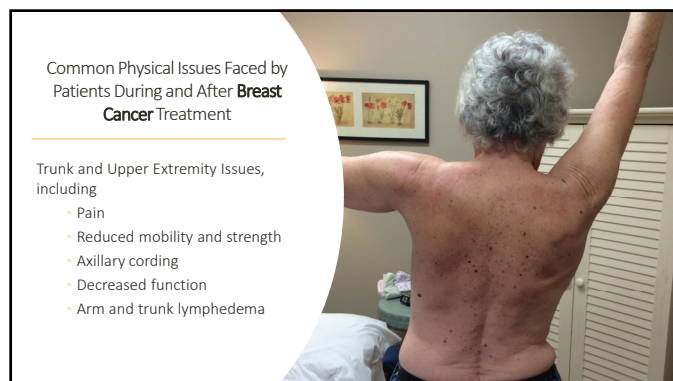 Common Physical Issues Faced by
Patients During and After Breast
Cancer Treatment
Trunk and Upper Extremity Issues,
including
• Pain
• Reduced mobility and strength
• Axillary cording
• Decreased function
• Arm and trunk lymphedema